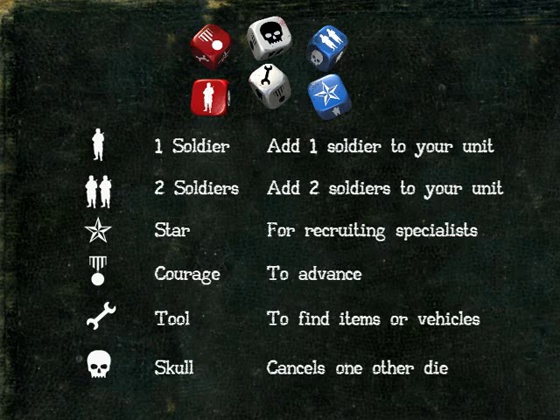 1 Soldier Add 1 soldier to your unit
2 Soldiers Add 2 soldiers to your unit
Star For recruiting specialists
Courage To advance
Tool To find items or vehicles
Skull Cancels one other die